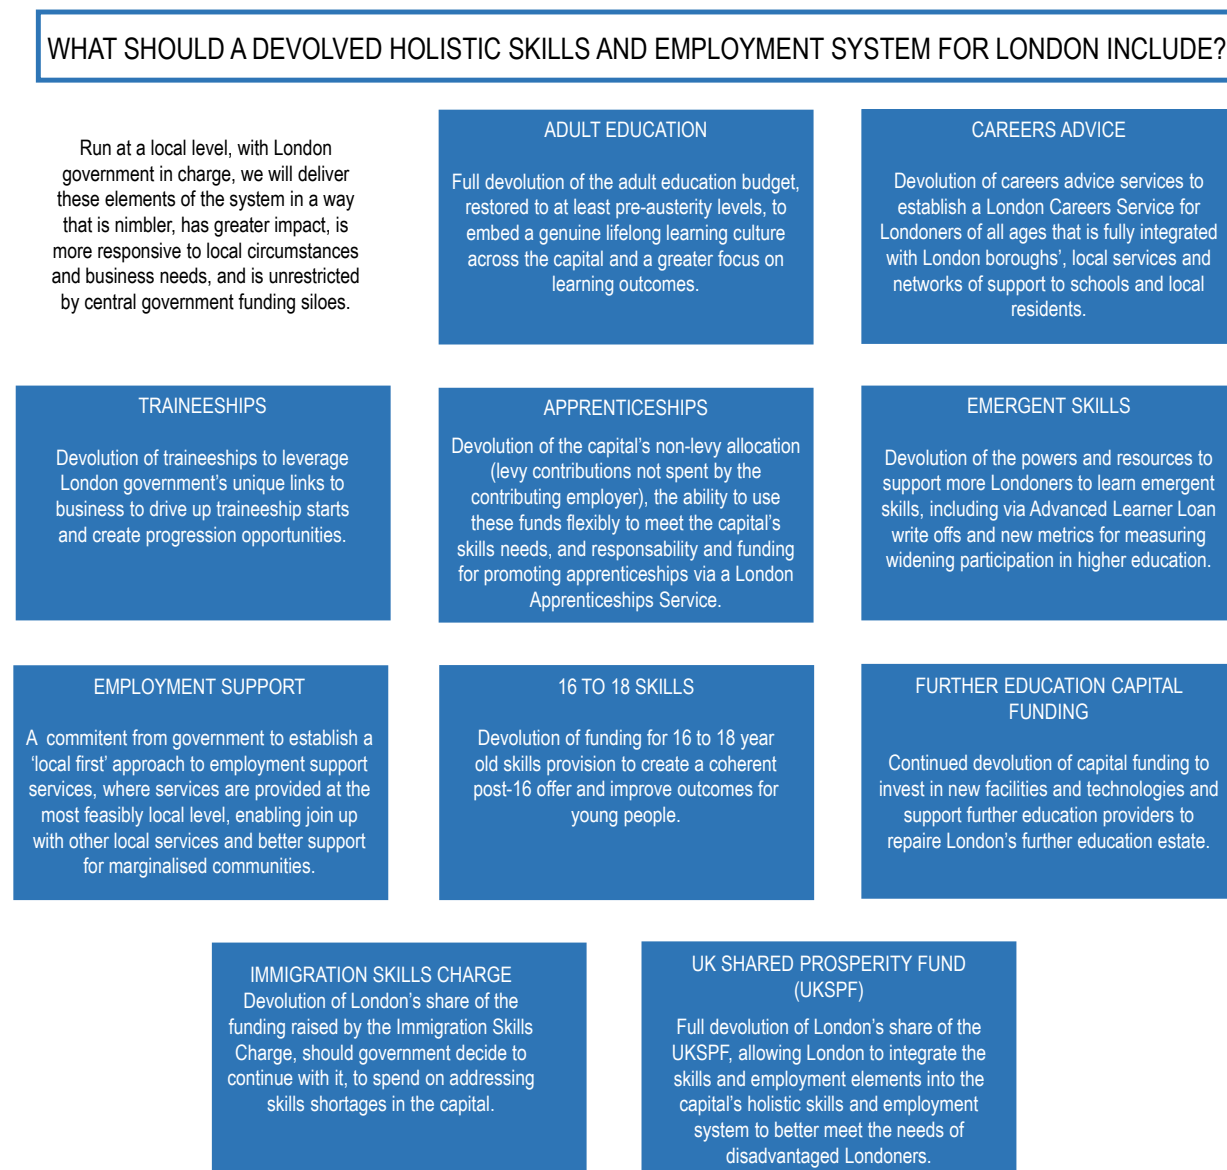 WHAT SHOULD A DEVOLVED HOLISTIC SKILLS AND EMPLOYMENT SYSTEM FOR LONDON INCLUDE?
Run at a local level, with London
government in charge, we will deliver
these elements of the system in a way
that is nimbler, has greater impact, is
more responsive to local circumstances
and business needs, and is unrestricted
by central government funding siloes.
ADULT EDUCATION
Full devolution of the adult education budget,
restored to at least pre-austerity levels, to
embed a genuine lifelong learning culture
across the capital and a greater focus on
learning outcomes.
CAREERS ADVICE
Devolution of careers advice services to
establish a London Careers Service for
Londoners of all ages that is fully integrated
with London boroughs’, local services and
networks of support to schools and local
residents.
TRAINEESHIPS
Devolution of traineeships to leverage
London government’s unique links to
business to drive up traineeship starts
and create progression opportunities.
APPRENTICESHIPS
Devolution of the capital’s non-levy allocation
(levy contributions not spent by the
contributing employer), the ability to use
these funds flexibly to meet the capital’s
skills needs, and responsability and funding
for promoting apprenticeships via a London
Apprenticeships Service.
EMERGENT SKILLS
Devolution of the powers and resources to
support more Londoners to learn emergent
skills, including via Advanced Learner Loan
write offs and new metrics for measuring
widening participation in higher education.
EMPLOYMENT SUPPORT
A commitent from government to establish a
‘local first’ approach to employment support
services, where services are provided at the
most feasibly local level, enabling join up
with other local services and better support
for marginalised communities.
16 TO 18 SKILLS
Devolution of funding for 16 to 18 year
old skills provision to create a coherent
post-16 offer and improve outcomes for
young people.
FURTHER EDUCATION CAPITAL
FUNDING
Continued devolution of capital funding to
invest in new facilities and technologies and
support further education providers to
repair London’s further education estate.
IMMIGRATION SKILLS CHARGE
Devolution of London’s share of the
funding raised by the Immigration Skills
Charge, should government decide to
continue with it, to spend on addressing
skills shortages in the capital.
UK SHARED PROSPERITY FUND
(UKSPF)
Full devolution of London’s share of the
UKSPF, allowing London to integrate the
skills and employment elements into the
capital’s holistic skills and employment
system to better meet the needs of
disadvantaged Londoners.